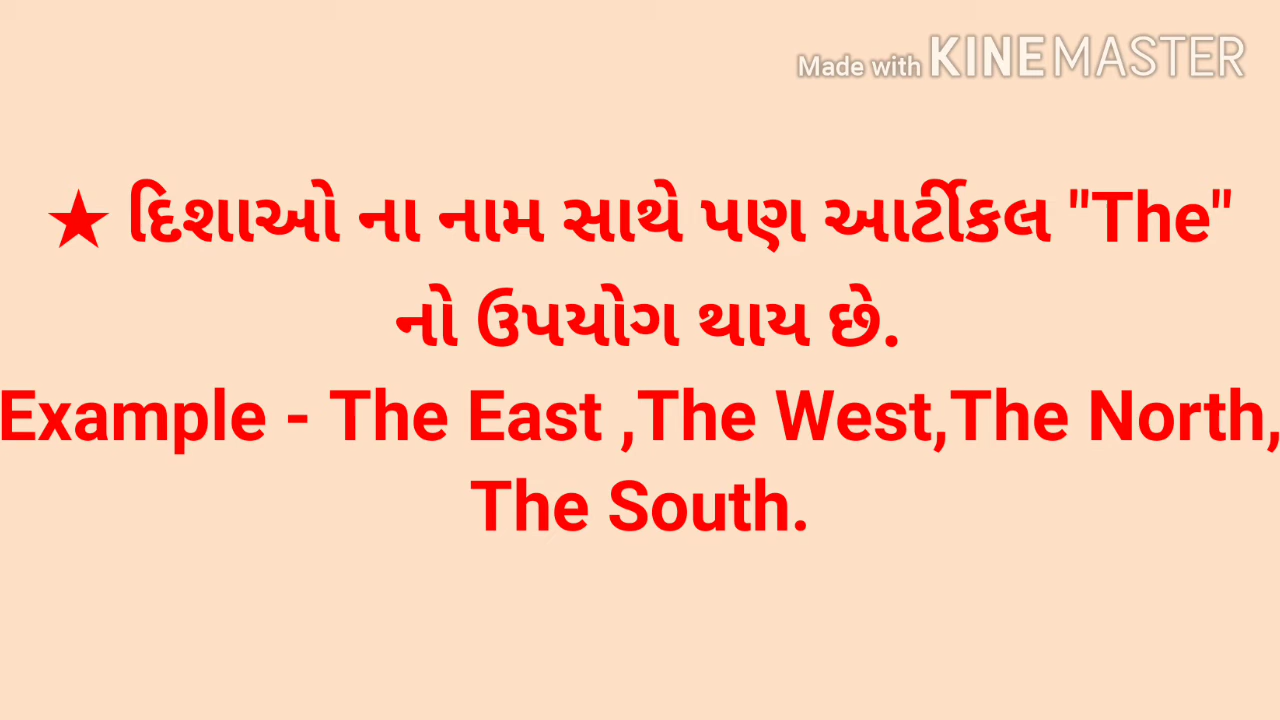 Made with KINEMASTER
★ દિશાઓ ના નામ સાથે પણ આર્ટીકલ "The"
નો ઉપયોગ થાય છે.
Example - The East ,The West,The North,
The South.